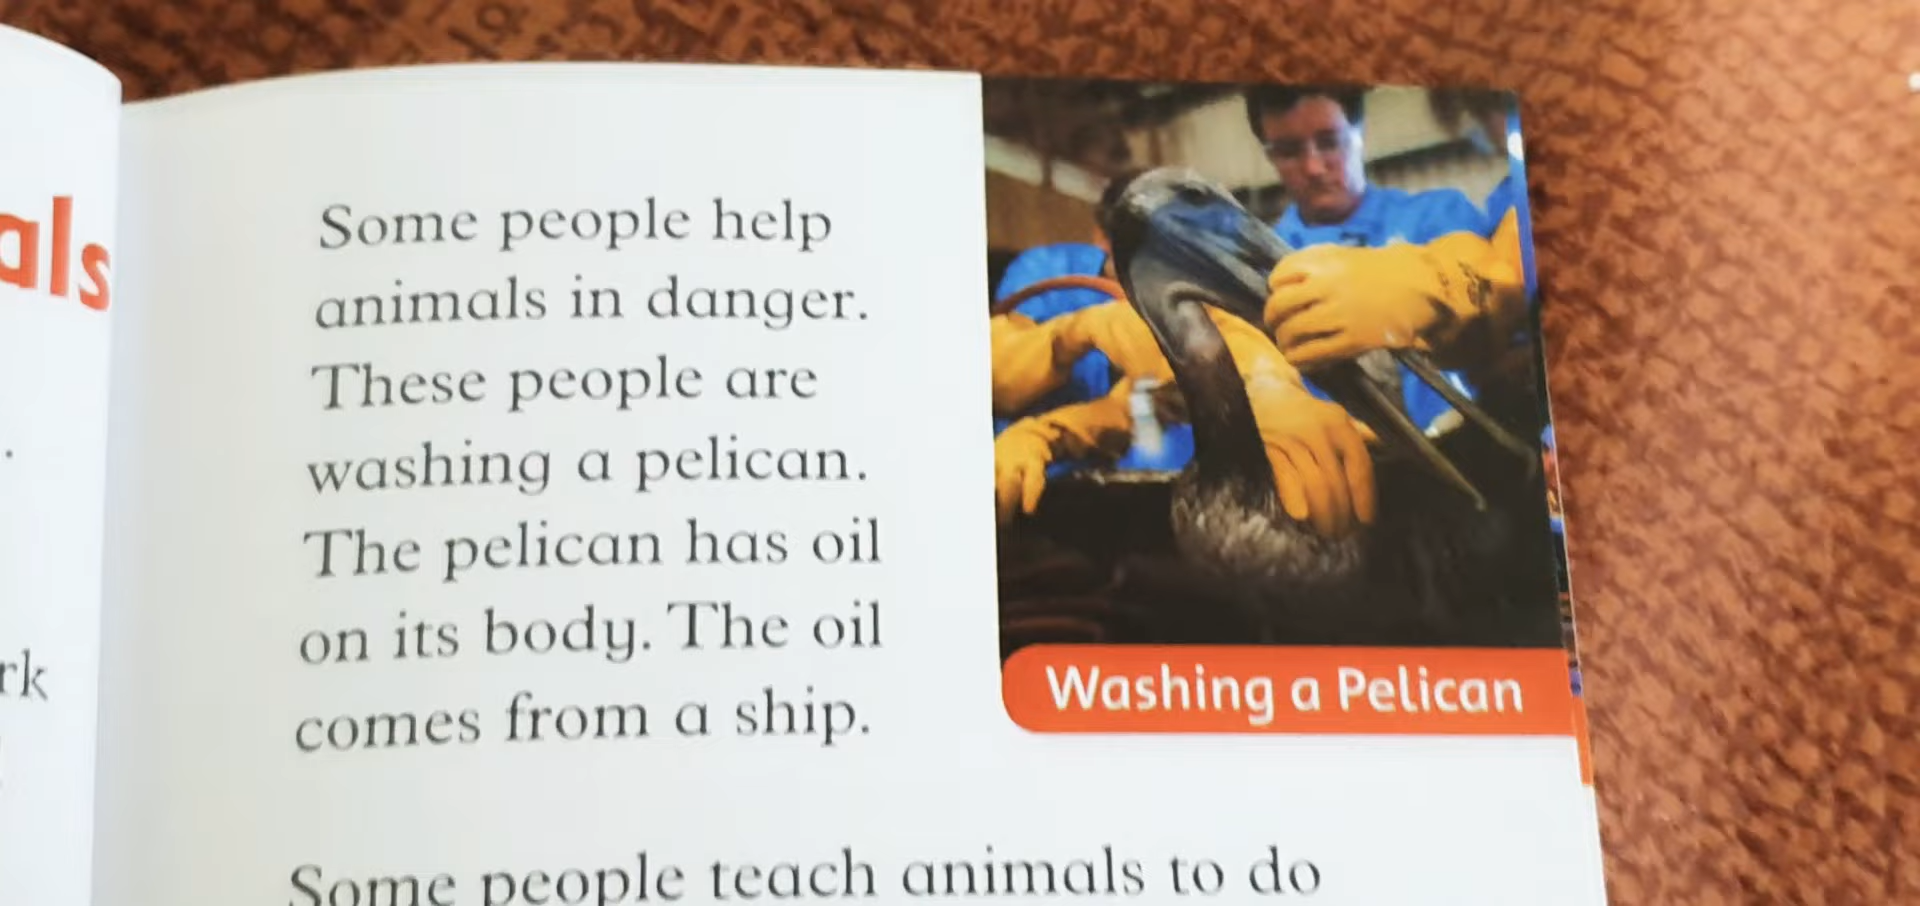 als
rk
Some people help
animals in danger.
These people are
washing a pelican.
The pelican has oil
on its body. The oil
comes from a ship.
Washing a Pelican
Some people teach animals to do